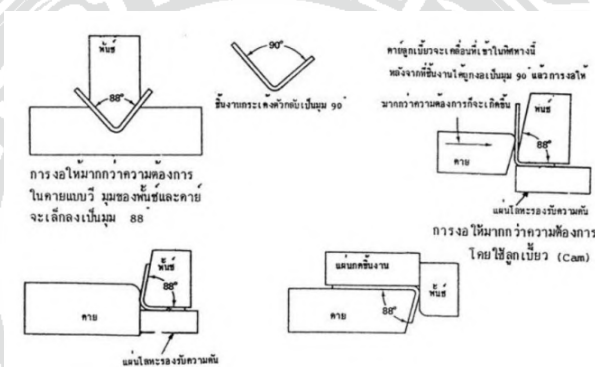 พันช์
88°
90°
ชิ้นงานกระเด้งตัวกลับเป็นมุม 90°
การงอให้มากกว่าความต้องการ
ในดายแบบวี มุมของพั้นช์และดาย์
จะเล็กลงเป็นมุม 88
ดายลูกเบี้ยวจะเคลื่อนที่เข้าในทิศทางนี้
หลังจากที่ชิ้นงานได้ถูกงอเป็นมุม 90° แล้วการงอให้
มากกว่าความต้องการก็จะเกิดขึ้น
พันช์
88°
ดาย
แผ่นโลหะรองรับความดัน
การงอให้มากกว่าความต้องการ
โดยใช้ลูกเบี้ยว (Cam)
พั้นช์
88°
ดาย
แผ่นโลหะรองรับความดัน
แผ่นกดชิ้นงาน
พันช์
88°
ดาย